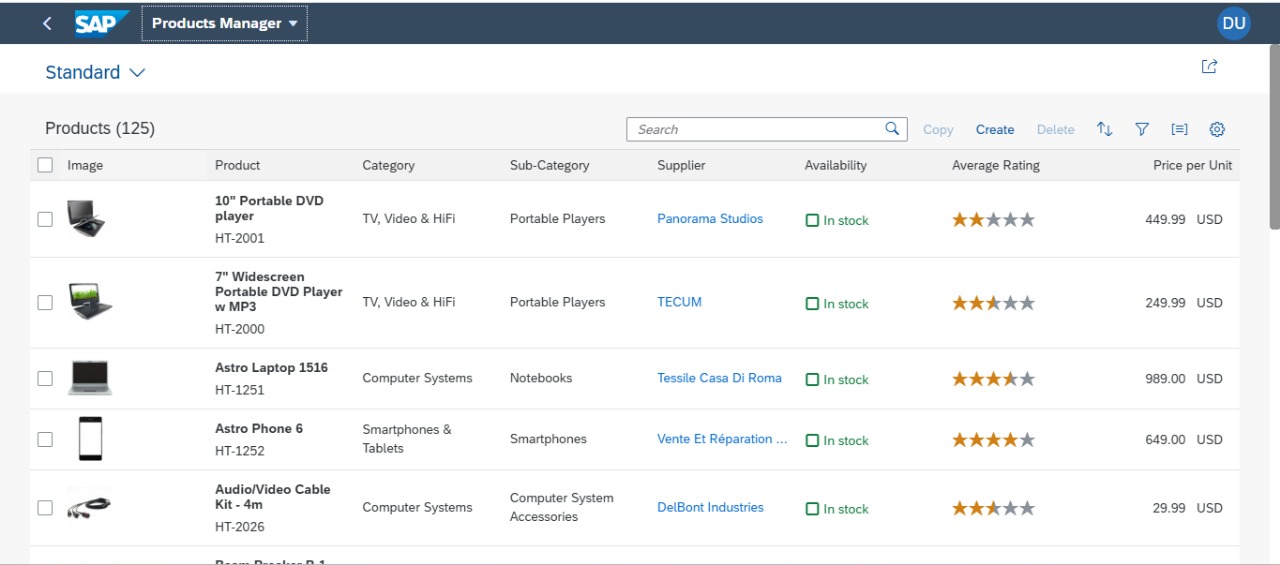 SAP Products Manager DU
Standard
Products (125) Search Copy Create Delete
Image Product Category Sub-Category Supplier Availability Average Rating Price per Unit
10" Portable DVD
player
HT-2001
TV, Video & HiFi Portable Players Panorama Studios In stock 449.99 USD
7" Widescreen
Portable DVD Player
w MP3
HT-2000
TV, Video & HiFi Portable Players TECUM In stock 249.99 USD
Astro Laptop 1516
HT-1251
Computer Systems Notebooks Tessile Casa Di Roma In stock 989.00 USD
Astro Phone 6
HT-1252
Smartphones &
Tablets
Smartphones Vente Et Réparation ... In stock 649.00 USD
Audio/Video Cable
Kit - 4m
HT-2026
Computer Systems
Computer System
Accessories
DelBont Industries In stock 29.99 USD